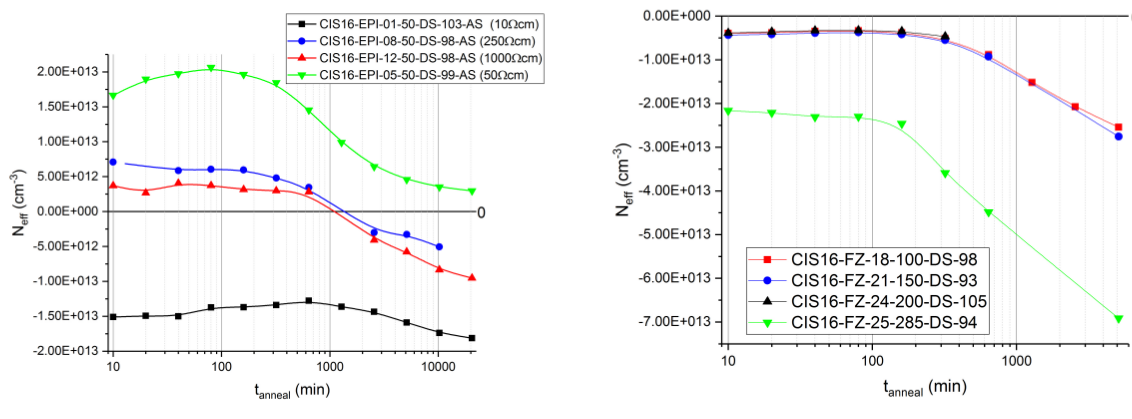 CIS16-EPI-01-50-DS-103-AS (10Ωcm)
CIS16-EPI-08-50-DS-98-AS (250Ωcm)
CIS16-EPI-12-50-DS-98-AS (1000Ωcm)
CIS16-EPI-05-50-DS-99-AS (50Ωcm)
2.00E+013
1.50E+013
1.00E+013
5.00E+012
0.00E+000
-5.00E+012
-1.00E+013
-1.50E+013
-2.00E+013
N_eff (cm^-3)
0
10
100
1000
10000
t_anneal (min)
0.00E+000
-1.00E+013
-2.00E+013
-3.00E+013
-4.00E+013
-5.00E+013
-6.00E+013
-7.00E+013
N_eff (cm^-3)
CIS16-FZ-18-100-DS-98
CIS16-FZ-21-150-DS-93
CIS16-FZ-24-200-DS-105
CIS16-FZ-25-285-DS-94
10
100
1000
t_anneal (min)